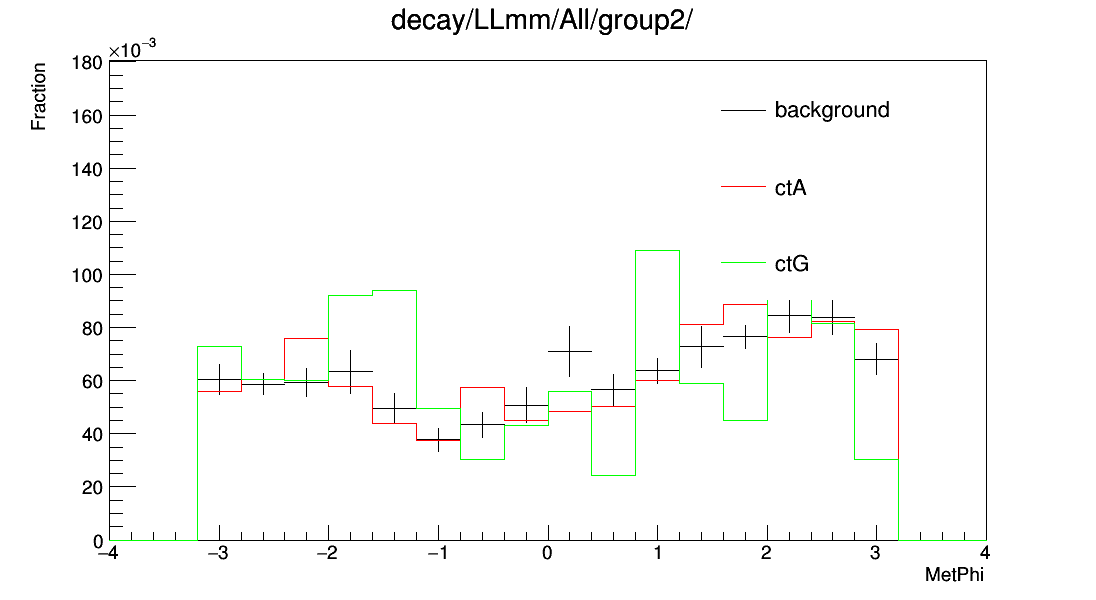 decay/LLmm/All/group2/
×10⁻³
Fraction
180
160
140
120
100
80
60
40
20
0
background
ctA
ctG
−4 −3 −2 −1 0 1 2 3 4
MetPhi